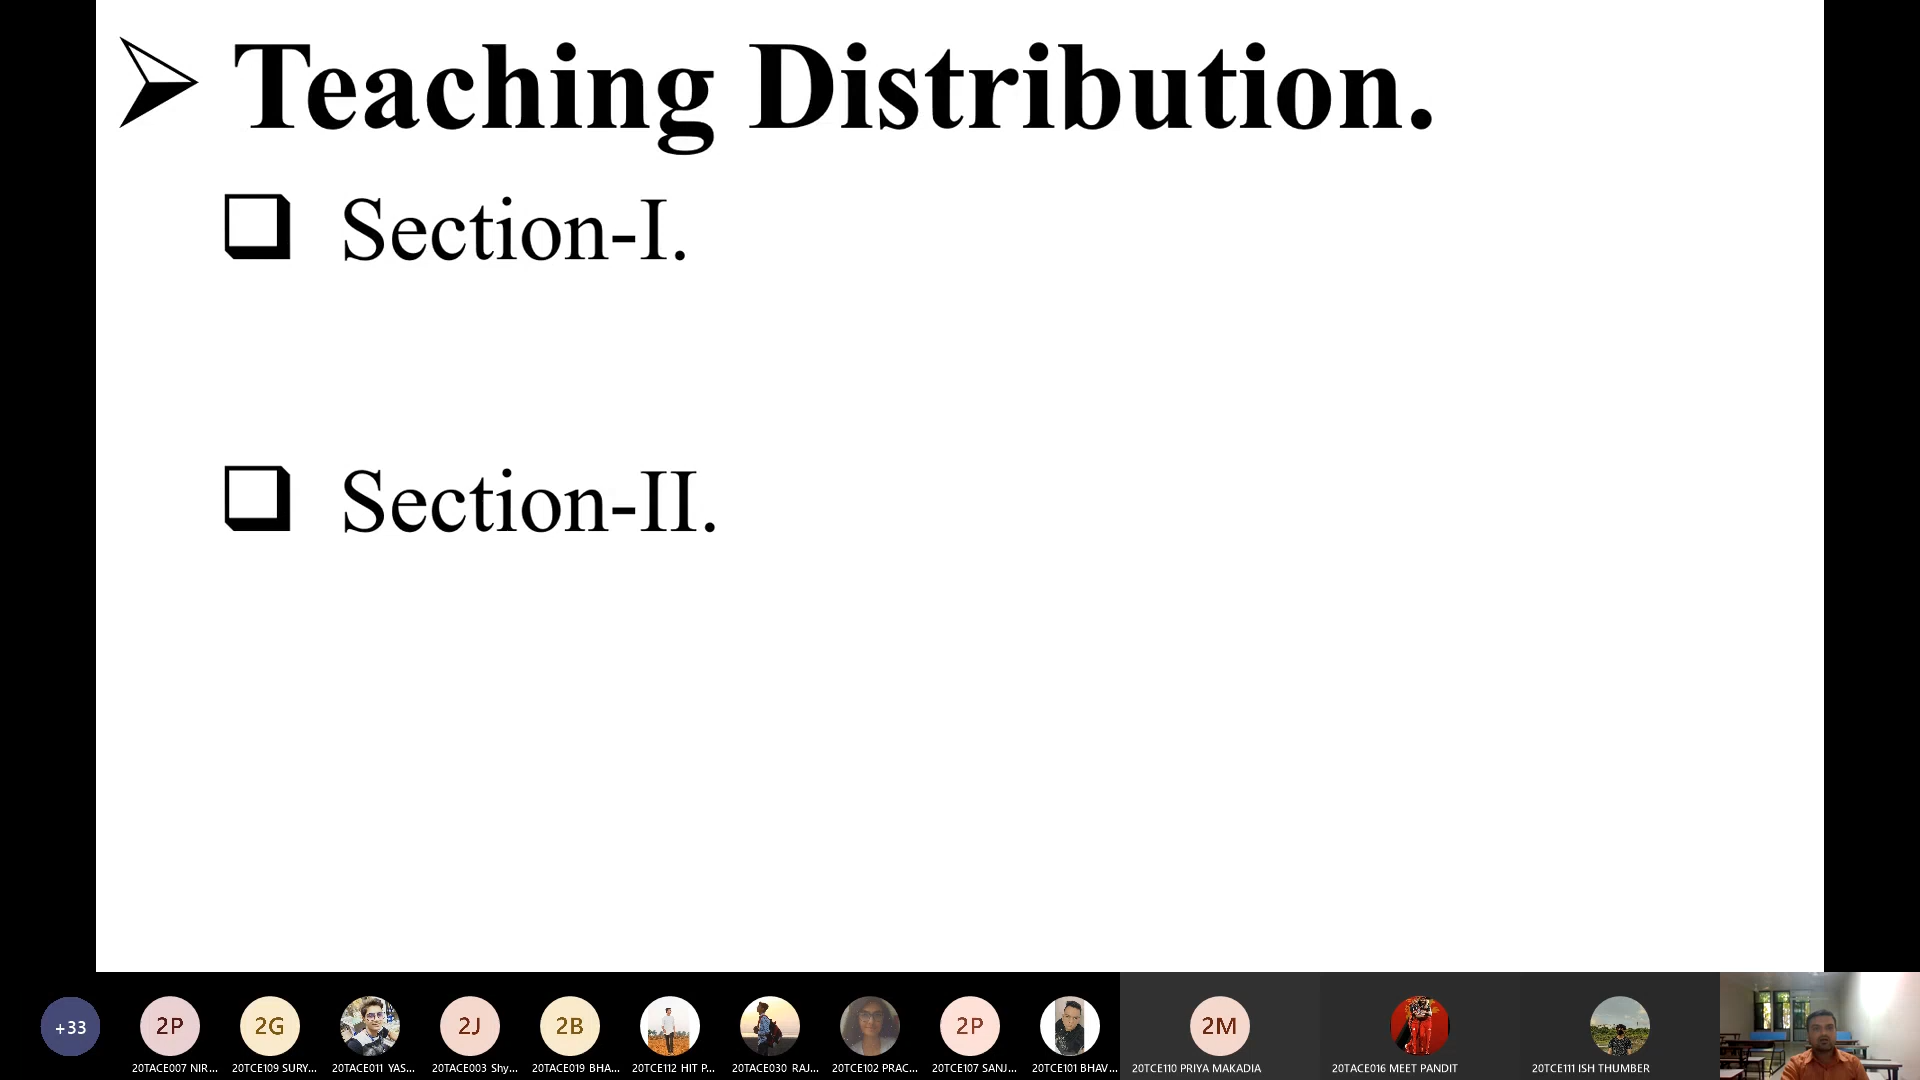 Teaching Distribution.
Section-I.
Section-II.
+33
2P
2G
2J
2B
2P
2M
20TACE007 NIR...
20TCE109 SURY...
20TACE011 YAS...
20TACE003 Shy...
20TACE019 BHA...
20TCE112 HIT P...
20TACE030 RAJ...
20TCE102 PRAC...
20TCE107 SANJ...
20TCE101 BHAV...
20TCE110 PRIYA MAKADIA
20TACE016 MEET PANDIT
20TCE111 ISH THUMBER